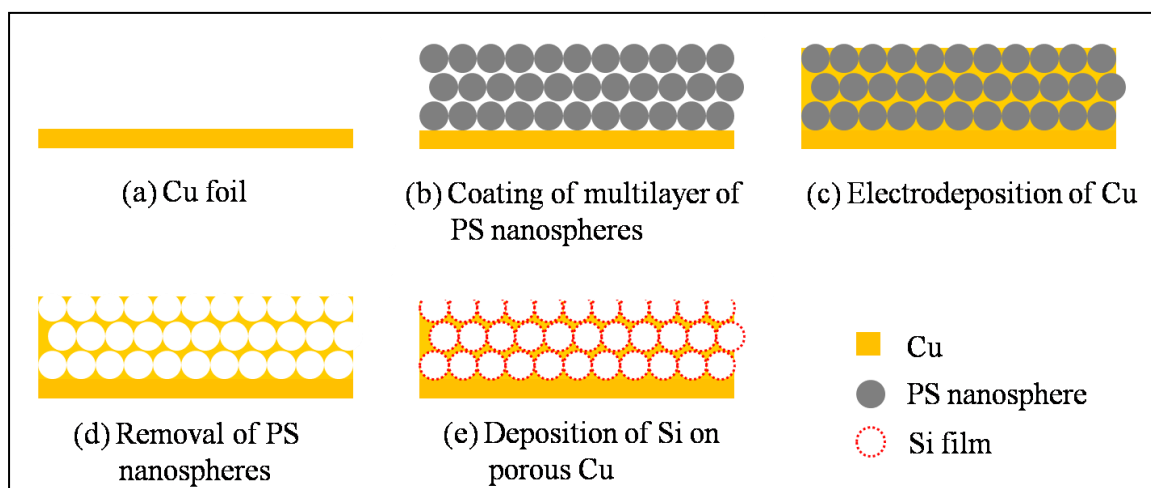 (a) Cu foil
(b) Coating of multilayer of
PS nanospheres
(c) Electrodeposition of Cu
(d) Removal of PS
nanospheres
(e) Deposition of Si on
porous Cu
Cu
PS nanosphere
Si film